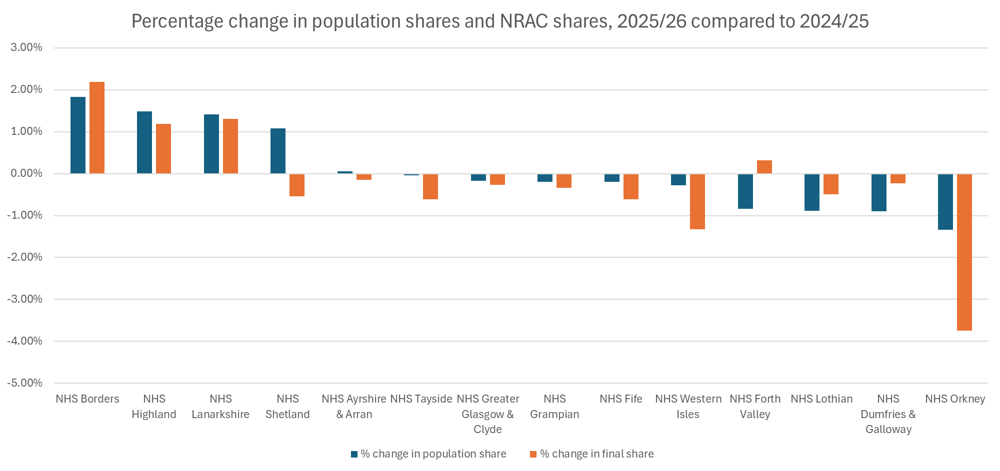 Percentage change in population shares and NRAC shares, 2025/26 compared to 2024/25
3.00%
2.00%
1.00%
0.00%
-1.00%
-2.00%
-3.00%
-4.00%
-5.00%
NHS Borders
NHS
Highland
NHS
Lanarkshire
NHS
Shetland
NHS Ayrshire
& Arran
NHS Tayside
NHS Greater
Glasgow &
Clyde
NHS
Grampian
NHS Fife
NHS Western
Isles
NHS Forth
Valley
NHS Lothian
NHS
Dumfries &
Galloway
NHS Orkney
% change in population share
% change in final share